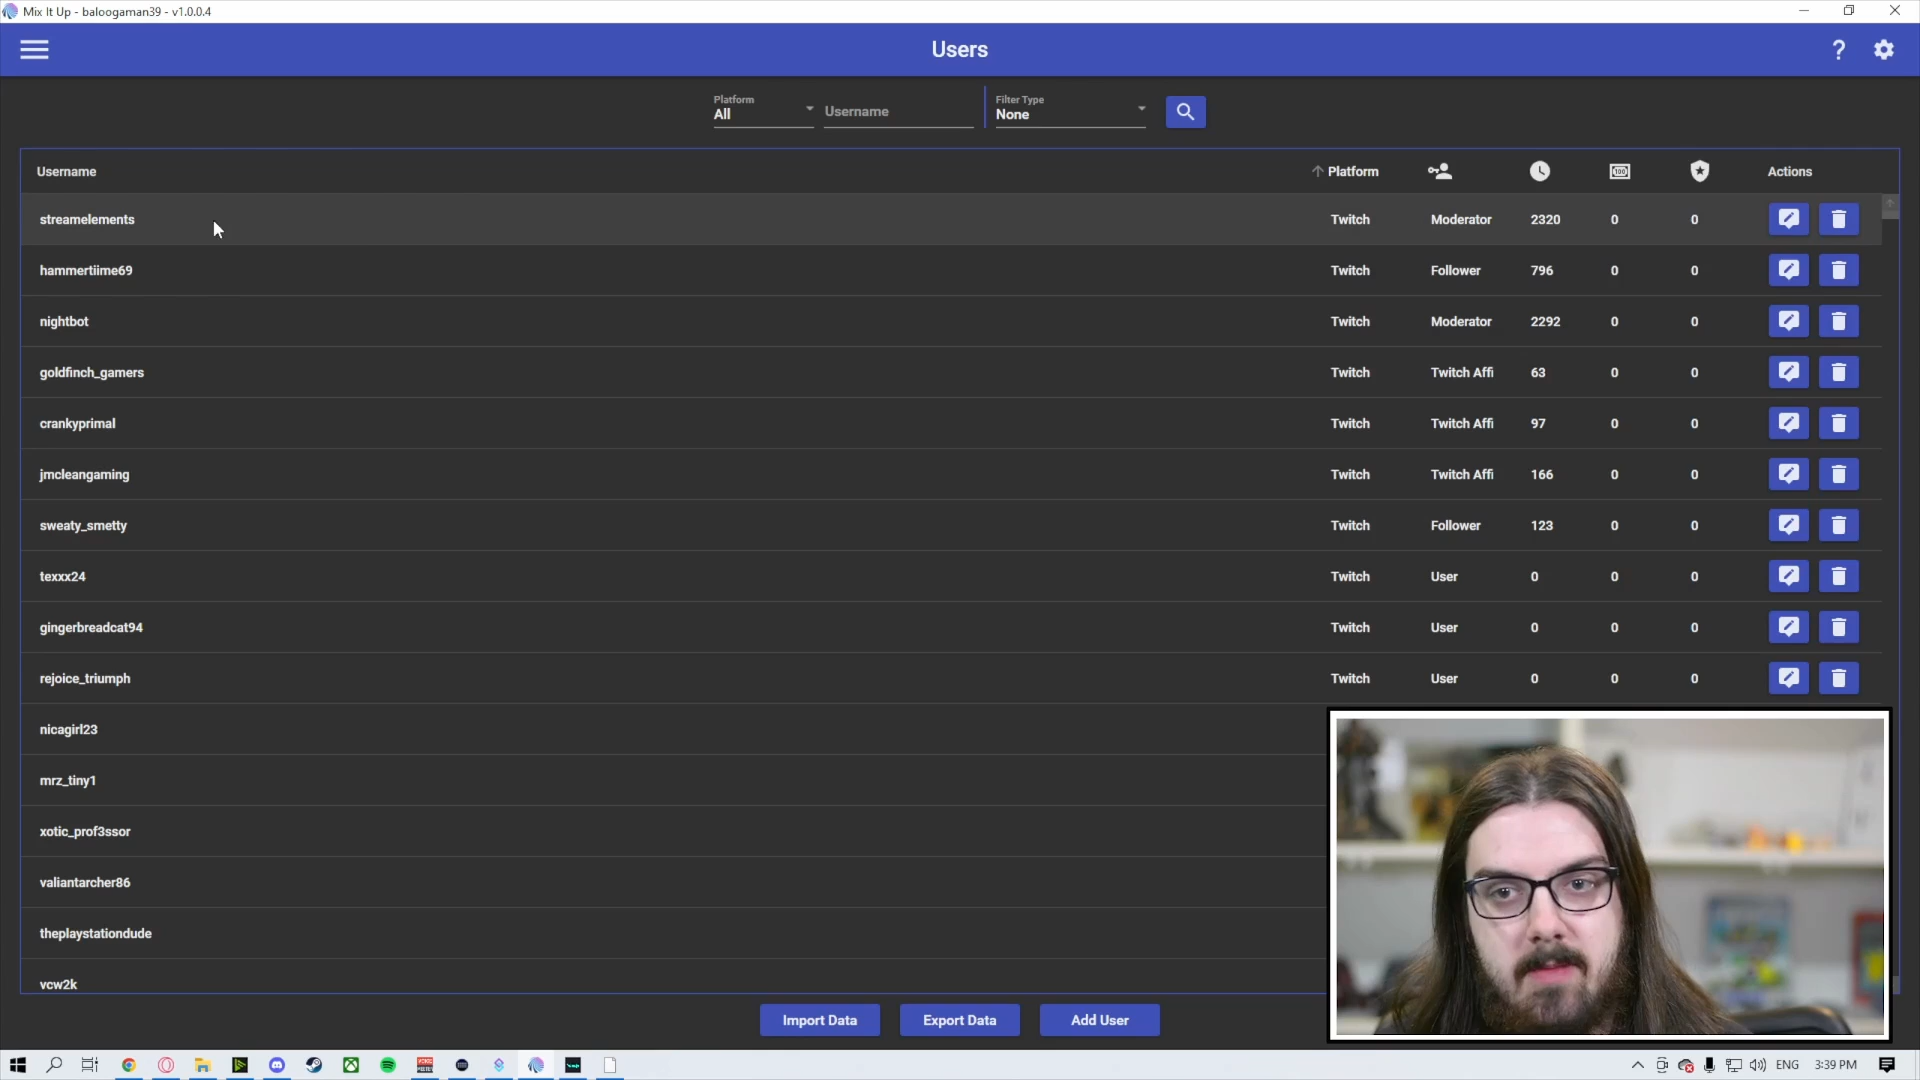 Mix It Up - baloogaman39 - v1.0.0.4
Users
Platform
All
Username
Filter Type
None
Username Platform Actions
streamelements Twitch Moderator 2320 0 0
hammertiime69 Twitch Follower 796 0 0
nightbot Twitch Moderator 2292 0 0
goldfinch_gamers Twitch Twitch Affi 63 0 0
crankyprimal Twitch Twitch Affi 97 0 0
jmcleangaming Twitch Twitch Affi 166 0 0
sweaty_smetty Twitch Follower 123 0 0
texxx24 Twitch User 0 0 0
gingerbreadcat94 Twitch User 0 0 0
rejoice_triumph Twitch User 0 0 0
nicagirl23
mrz_tiny1
xotic_prof3ssor
valiantarcher86
theplaystationdude
vcw2k
Import Data Export Data Add User
ENG 3:39 PM